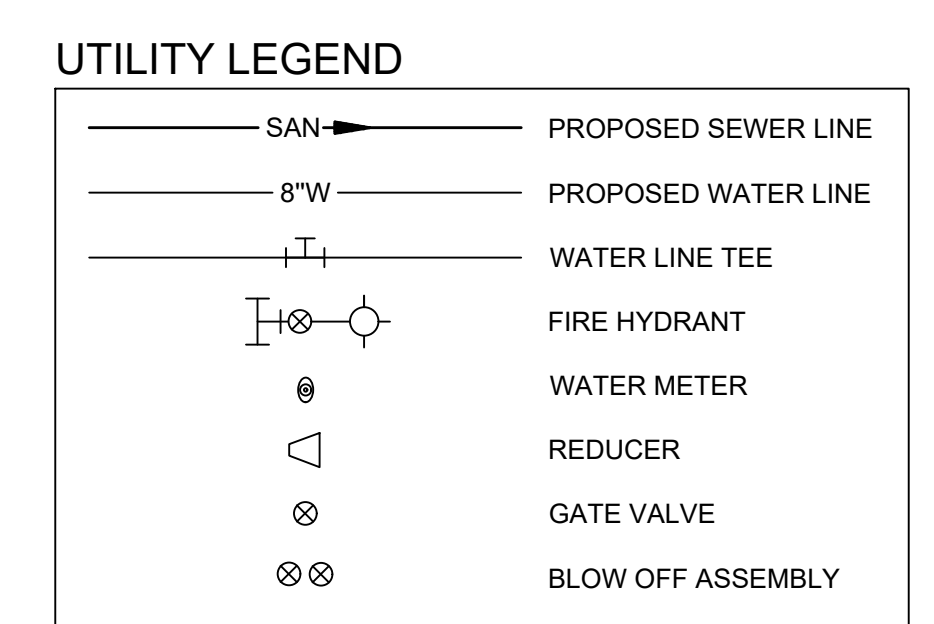 UTILITY LEGEND
SAN PROPOSED SEWER LINE
8"W PROPOSED WATER LINE
WATER LINE TEE
FIRE HYDRANT
WATER METER
REDUCER
GATE VALVE
BLOW OFF ASSEMBLY